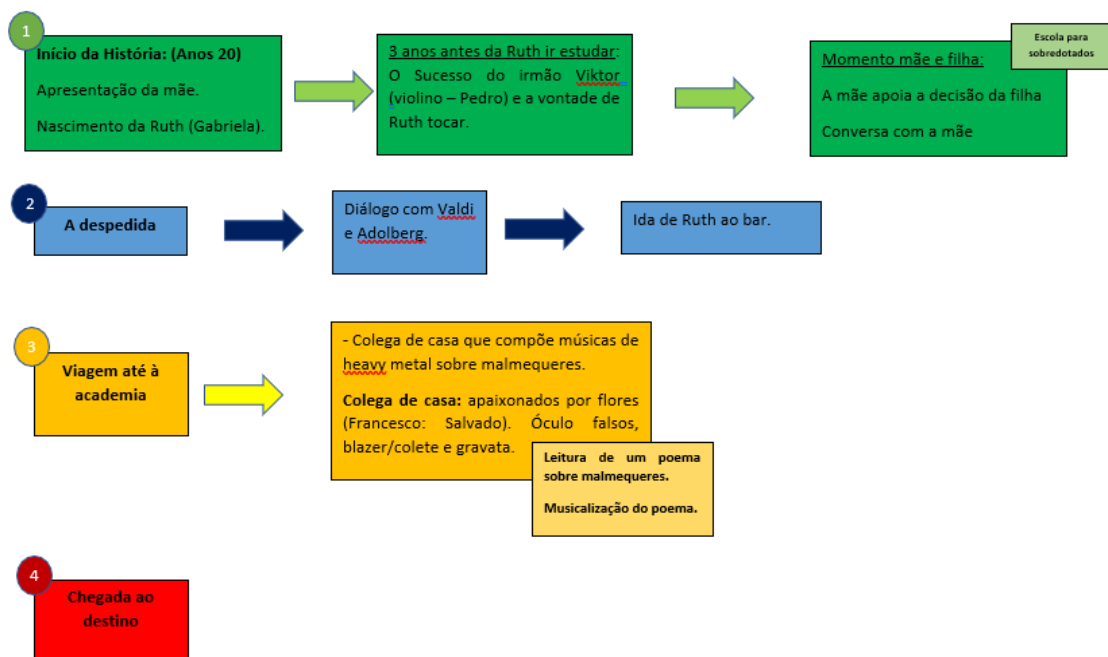 1
Início da História: (Anos 20)
Apresentação da mãe.
Nascimento da Ruth (Gabriela).
3 anos antes da Ruth ir estudar:
O Sucesso do irmão Viktor
(violino – Pedro) e a vontade de
Ruth tocar.
Escola para
sobredotados
Momento mãe e filha:
A mãe apoia a decisão da filha
Conversa com a mãe
2
A despedida
Diálogo com Valdi
e Adolberg.
Ida de Ruth ao bar.
3
Viagem até à
academia
- Colega de casa que compõe músicas de
heavy metal sobre malmequeres.
Colega de casa: apaixonados por flores
(Francesco: Salvado). Óculo falsos,
blazer/colete e gravata.
Leitura de um poema
sobre malmequeres.
Musicalização do poema.
4
Chegada ao
destino